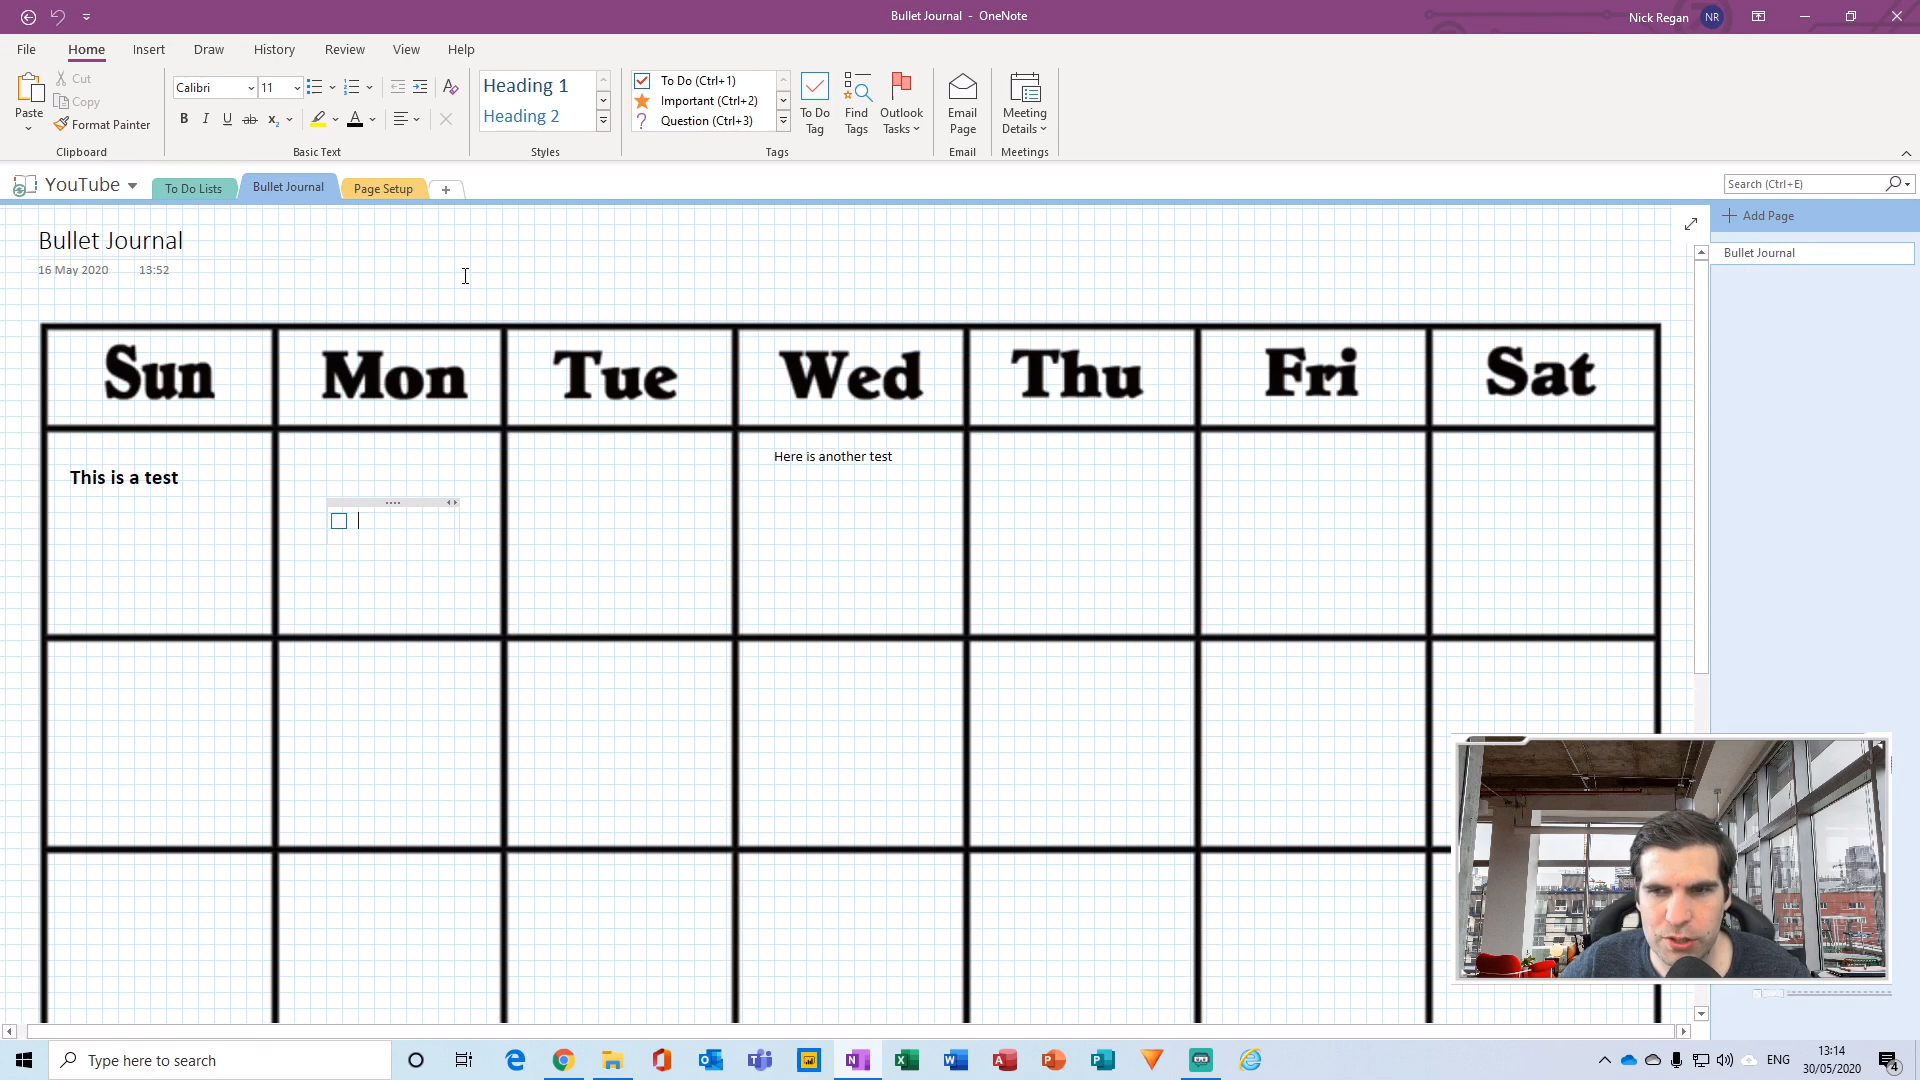 Bullet Journal - OneNote
Nick Regan NR
File Home Insert Draw History Review View Help
Paste
Cut
Copy
Format Painter
Clipboard
Calibri 11
B I U ab x₂ A
Basic Text
Heading 1
Heading 2
Styles
To Do (Ctrl+1)
Important (Ctrl+2)
Question (Ctrl+3)
To Do Tag
Find Tags
Outlook Tasks
Tags
Email Page
Email
Meeting Details
Meetings
YouTube To Do Lists Bullet Journal Page Setup +
Search (Ctrl+E)
Add Page
Bullet Journal
Bullet Journal
16 May 2020 13:52
Sun Mon Tue Wed Thu Fri Sat
This is a test
Here is another test
Type here to search
ENG
13:14
30/05/2020
4